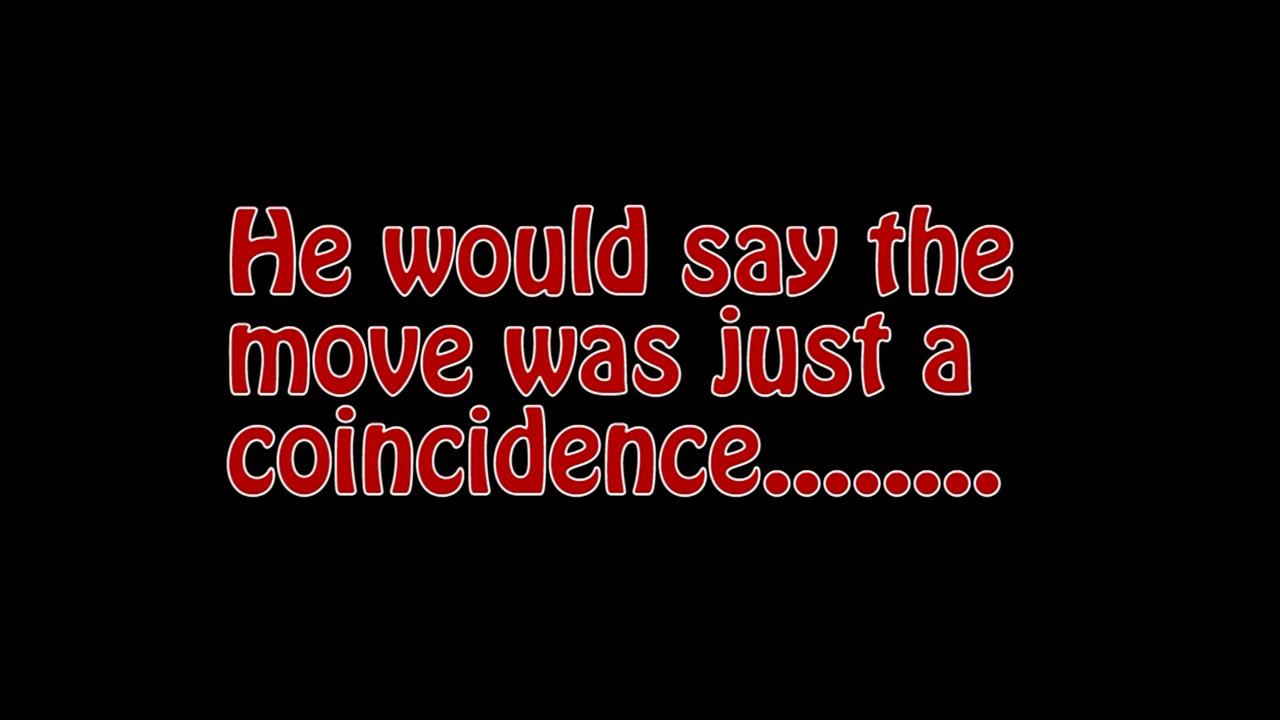 He would say the
move was just a
coincidence........